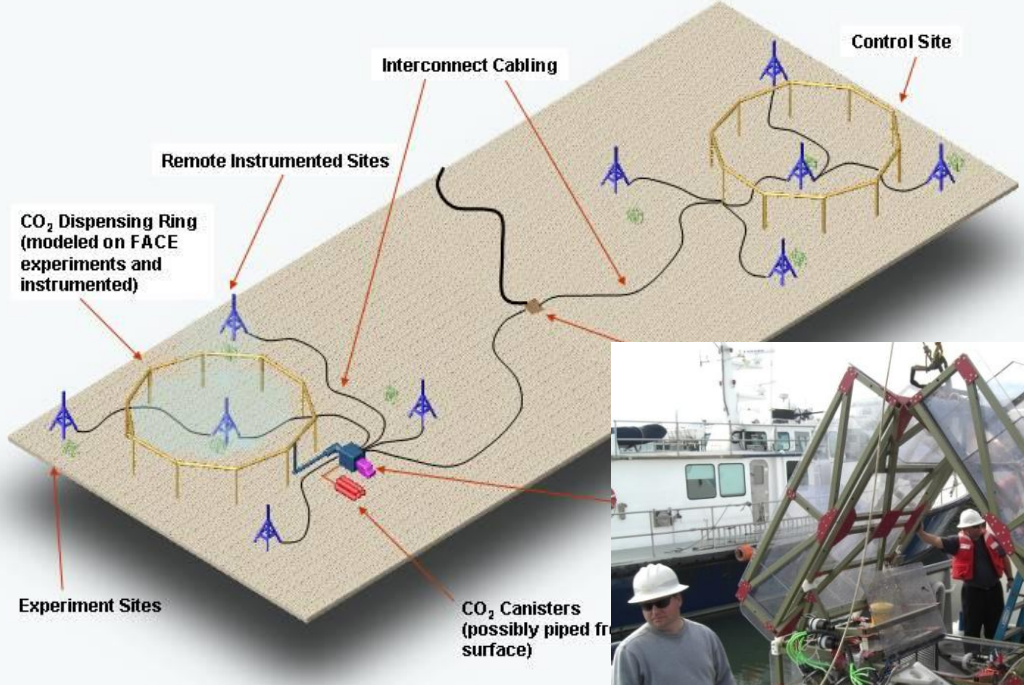 Control Site
Interconnect Cabling
Remote Instrumented Sites
CO₂ Dispensing Ring
(modeled on FACE
experiments and
instrumented)
Experiment Sites
CO₂ Canisters
(possibly piped
surface)